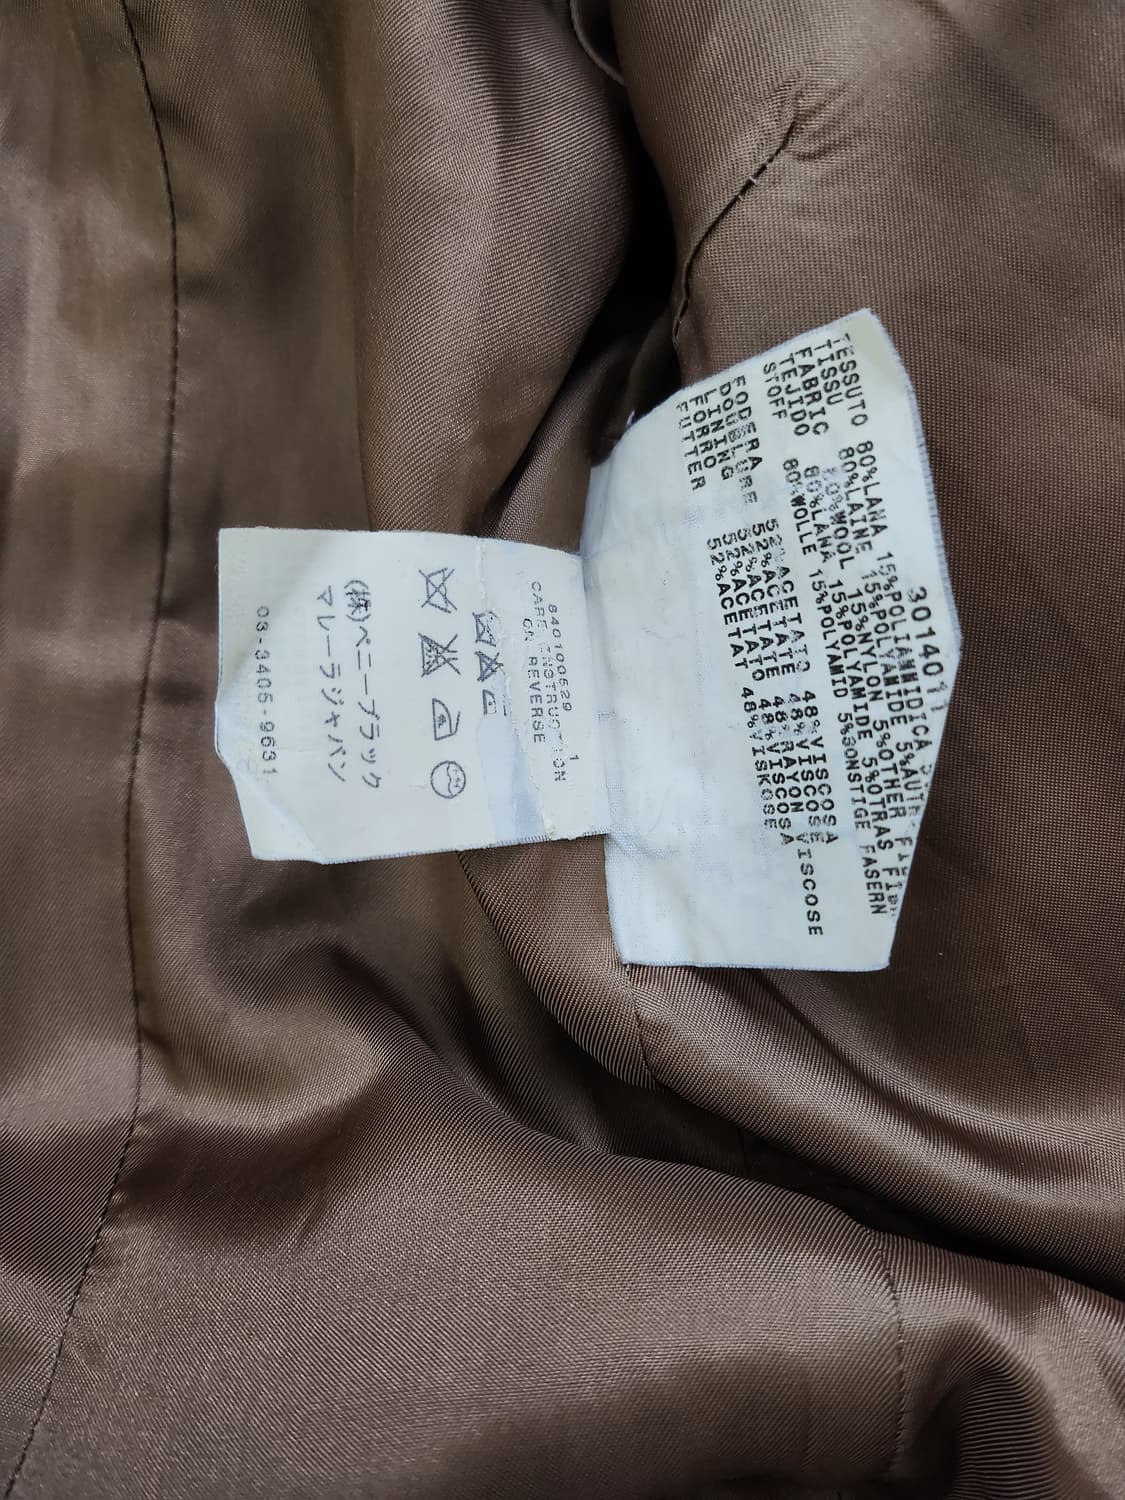 301401
TESSUTO 80%LANA 15%POLIAMMIDICA
TISSU 80%LAINE 15%POLYAMIDE
FABRIC 80%WOOL 15%NYLON 5%OTHER
TEJIDO 80%LANA 15%POLYAMIDE 5%OTRAS
STOFF 80%WOLLE 15%POLYAMID 5%SONSTIGE FASERN
FODERA 52%ACETATO 48%VISCOSA
DOUBLURE 52%ACETATE 48%VISCOSE
LINING 52%ACETATE 48%RAYON VISCOSE
FORRO 52%ACETATO 48%VISCOSA
FUTTER 52%ACETAT 48%VISKOSE
840100529 1
CARE INSTRUCTION
ON REVERSE
(株)ペニーブラック
マレーラジャパン
03-3405-9631